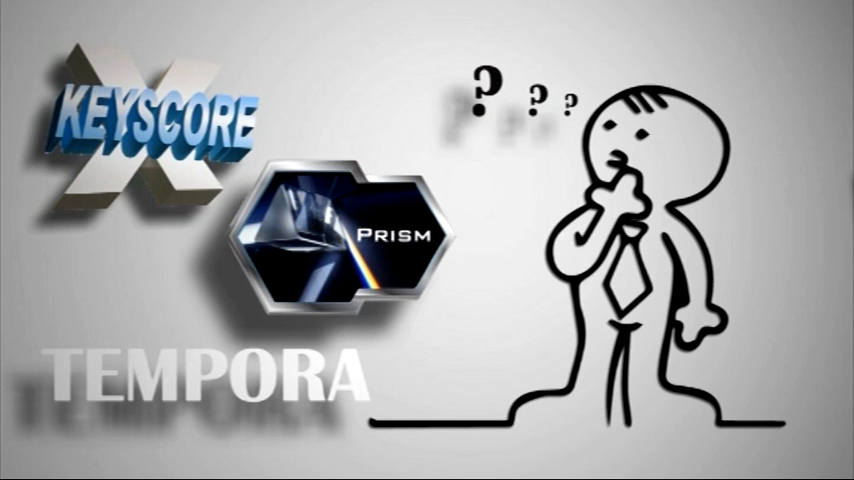 X
KEYSCORE
? ? ?
PRISM
TEMPORA